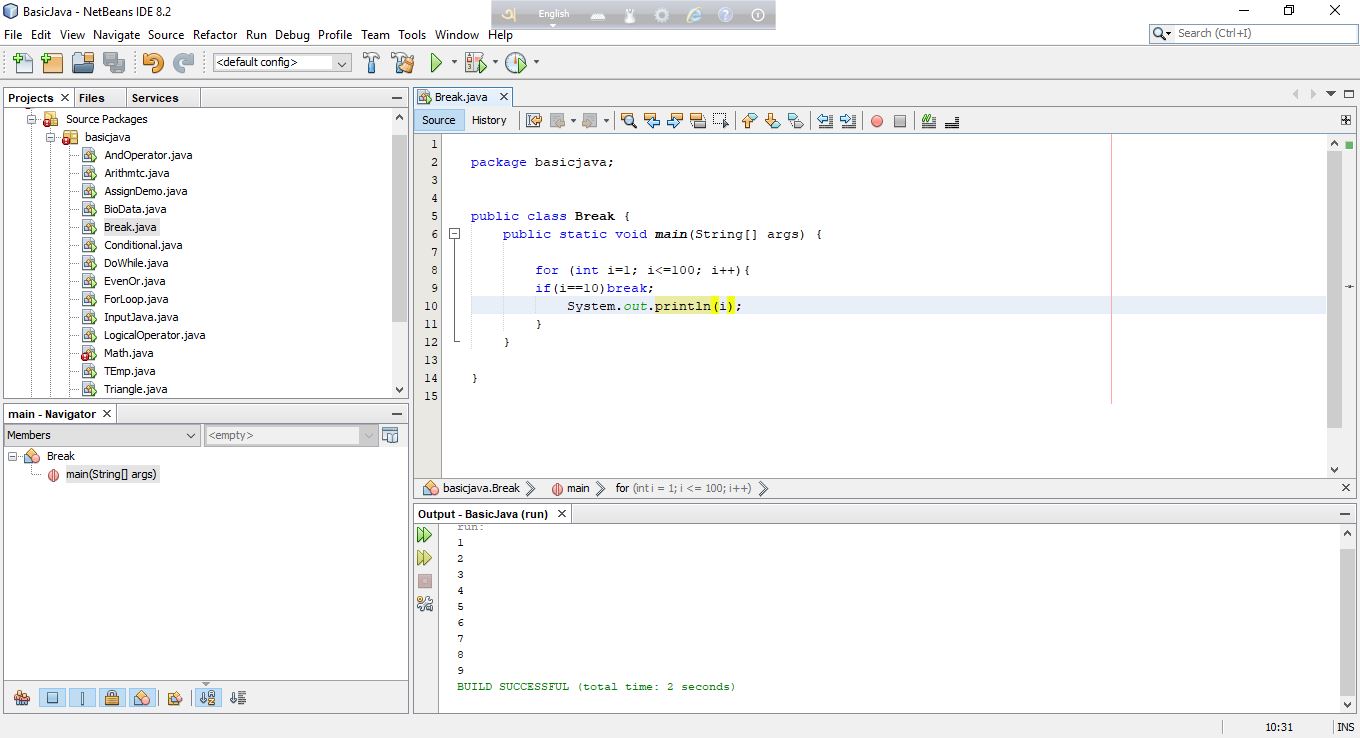 BasicJava - NetBeans IDE 8.2
English
File Edit View Navigate Source Refactor Run Debug Profile Team Tools Window Help
Search (Ctrl+I)
<default config>
Projects Files Services
Source Packages
basicjava
AndOperator.java
Arithmtc.java
AssignDemo.java
BioData.java
Break.java
Conditional.java
DoWhile.java
EvenOr.java
ForLoop.java
InputJava.java
LogicalOperator.java
Math.java
TEmp.java
Triangle.java
main - Navigator
Members <empty>
Break
main(String[] args)
Break.java
Source History
1
2 package basicjava;
3
4
5 public class Break {
6 public static void main(String[] args) {
7
8 for (int i=1; i<=100; i++){
9 if(i==10)break;
10 System.out.println(i);
11 }
12 }
13
14 }
15
basicjava.Break main for (int i = 1; i <= 100; i++)
Output - BasicJava (run)
run:
1
2
3
4
5
6
7
8
9
BUILD SUCCESSFUL (total time: 2 seconds)
10:31 INS